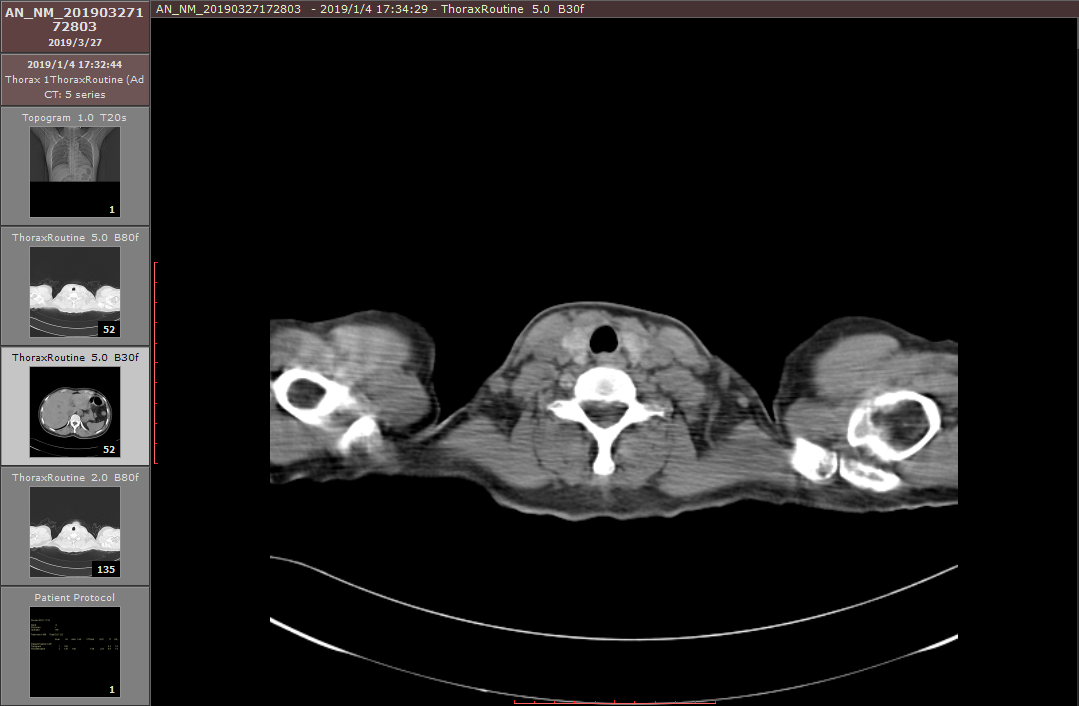 AN_NM_201903271
72803
2019/3/27
2019/1/4 17:32:44
Thorax 1ThoraxRoutine (Ad
CT: 5 series
Topogram 1.0 T20s
1
ThoraxRoutine 5.0 B80f
52
ThoraxRoutine 5.0 B30f
52
ThoraxRoutine 2.0 B80f
135
Patient Protocol
1
AN_NM_20190327172803 - 2019/1/4 17:34:29 - ThoraxRoutine 5.0 B30f